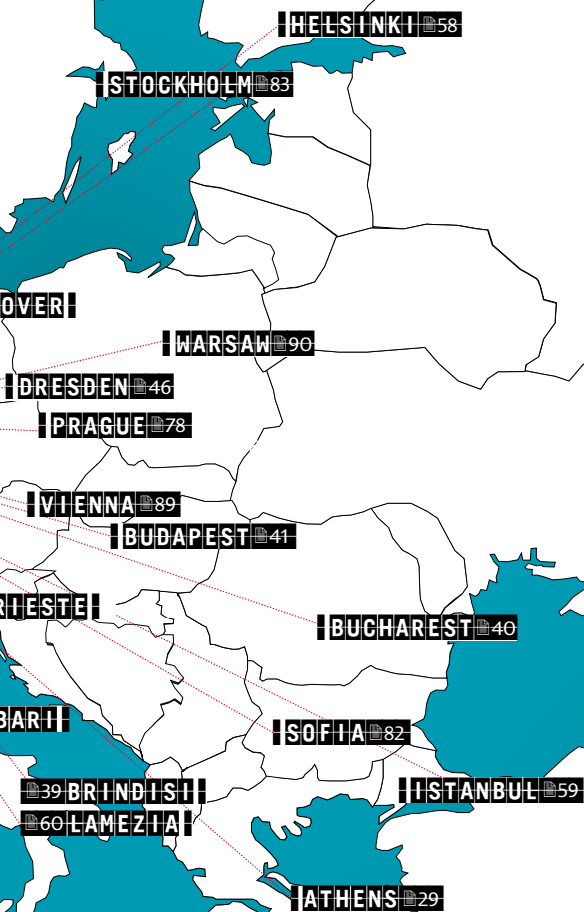 HELSINKI 58
STOCKHOLM 83
OVER
WARSAW 90
DRESDEN 46
PRAGUE 78
VIENNA 89
BUDAPEST 41
RIESTE
BUCHAREST 40
BARI
SOFIA 82
39 BRINDISI
ISTANBUL 59
60 LAMEZIA
ATHENS 29